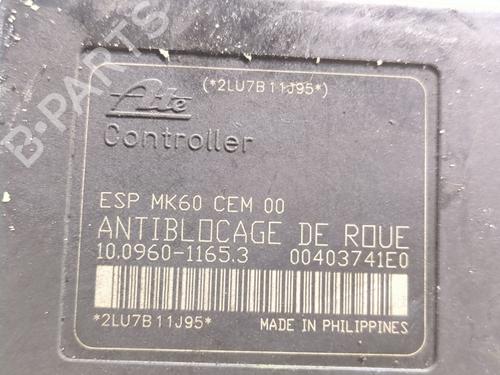 (*2LU7B11J95*)
Ate
Controller
ESP MK60 CEM 00
ANTIBLOCAGE DE ROUE
10.0960-1165.3 00403741E0
*2LU7B11J95*
MADE IN PHILIPPINES
B-PARTS